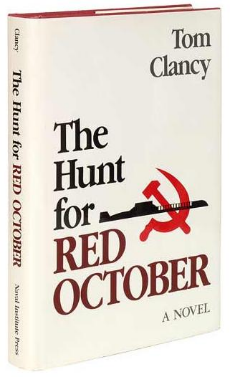 Clancy
The Hunt for RED OCTOBER
Naval Institute Press
Tom
Clancy
The
Hunt
for
RED
OCTOBER
A NOVEL